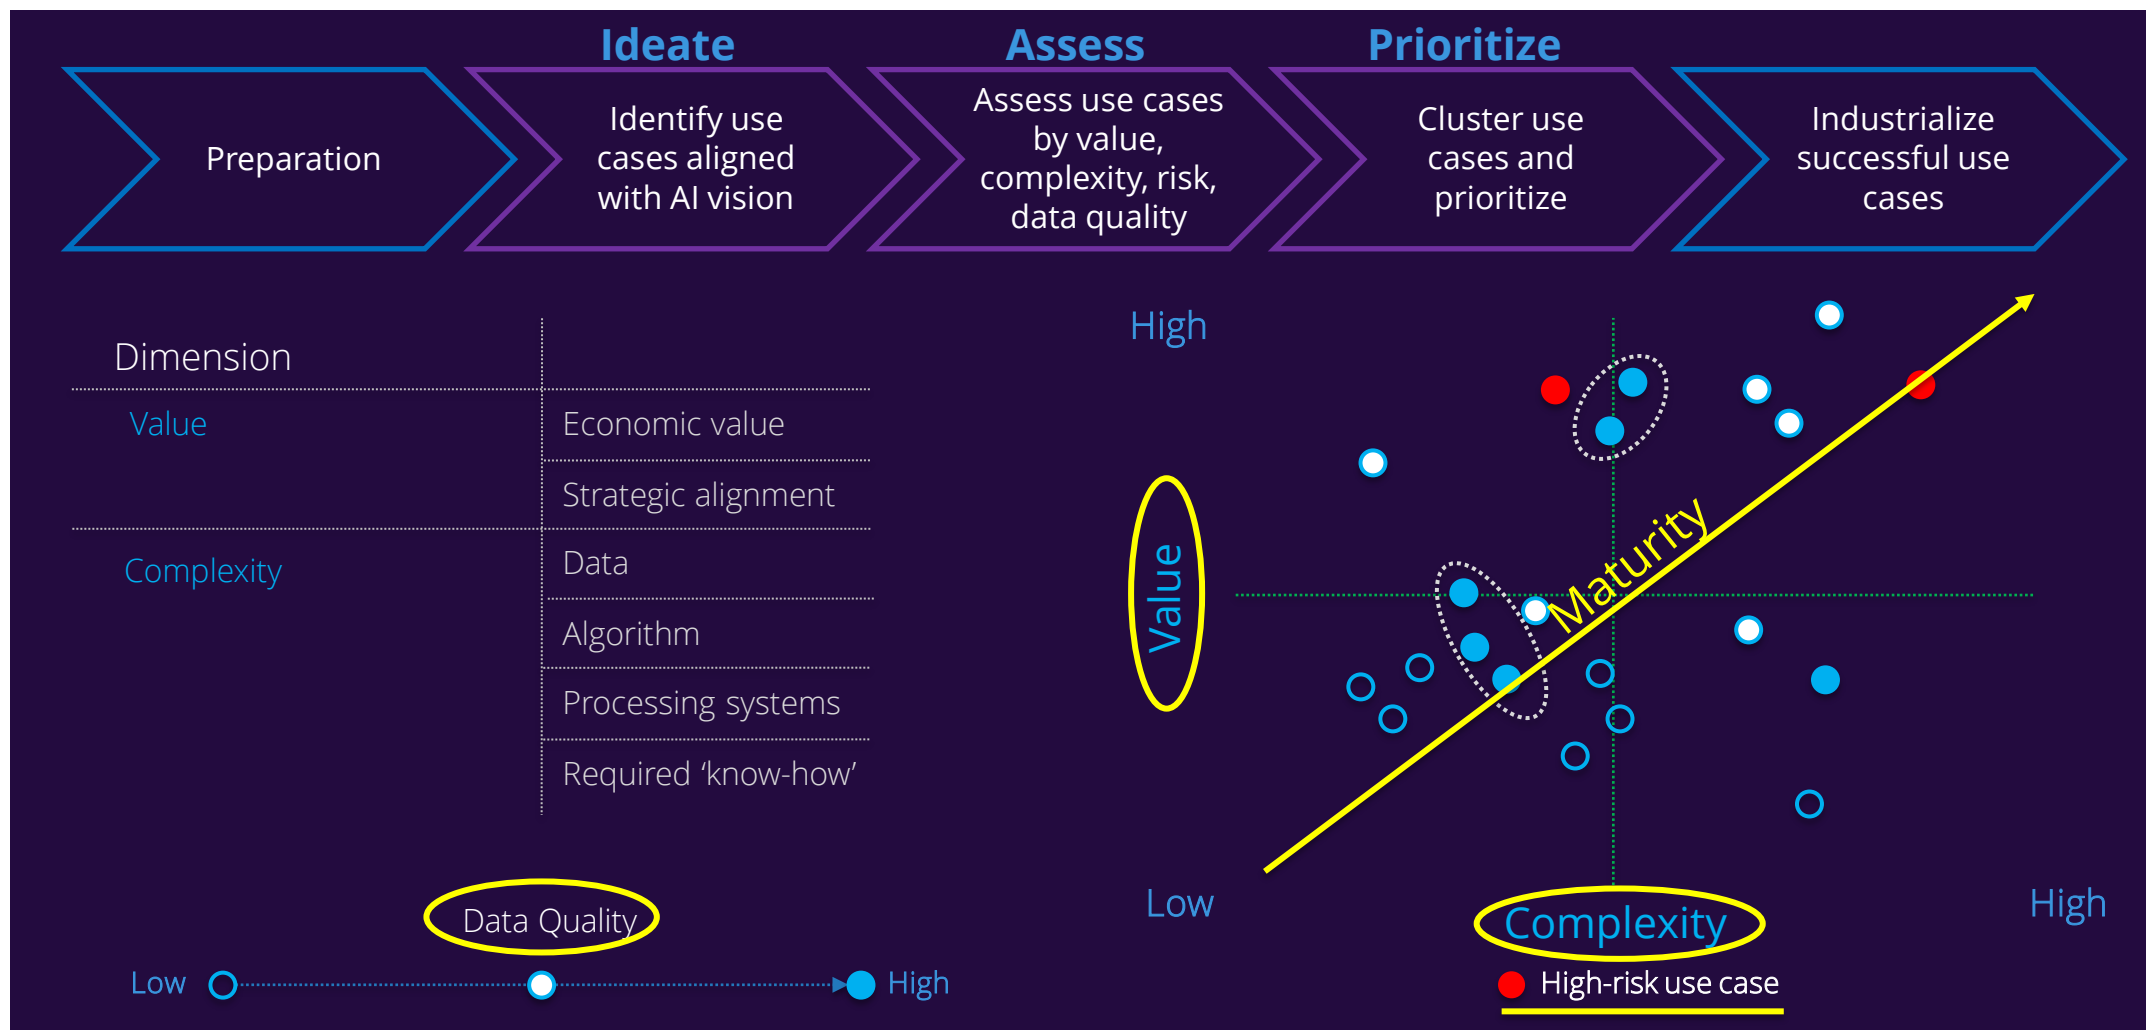 Ideate
Assess
Prioritize
Preparation
Identify use
cases aligned
with AI vision
Assess use cases
by value,
complexity, risk,
data quality
Cluster use
cases and
prioritize
Industrialize
successful use
cases
Dimension
Value
Economic value
Strategic alignment
Complexity
Data
Algorithm
Processing systems
Required ‘know-how’
Data Quality
Low
High
High
Value
Maturity
Low
Complexity
High
High-risk use case